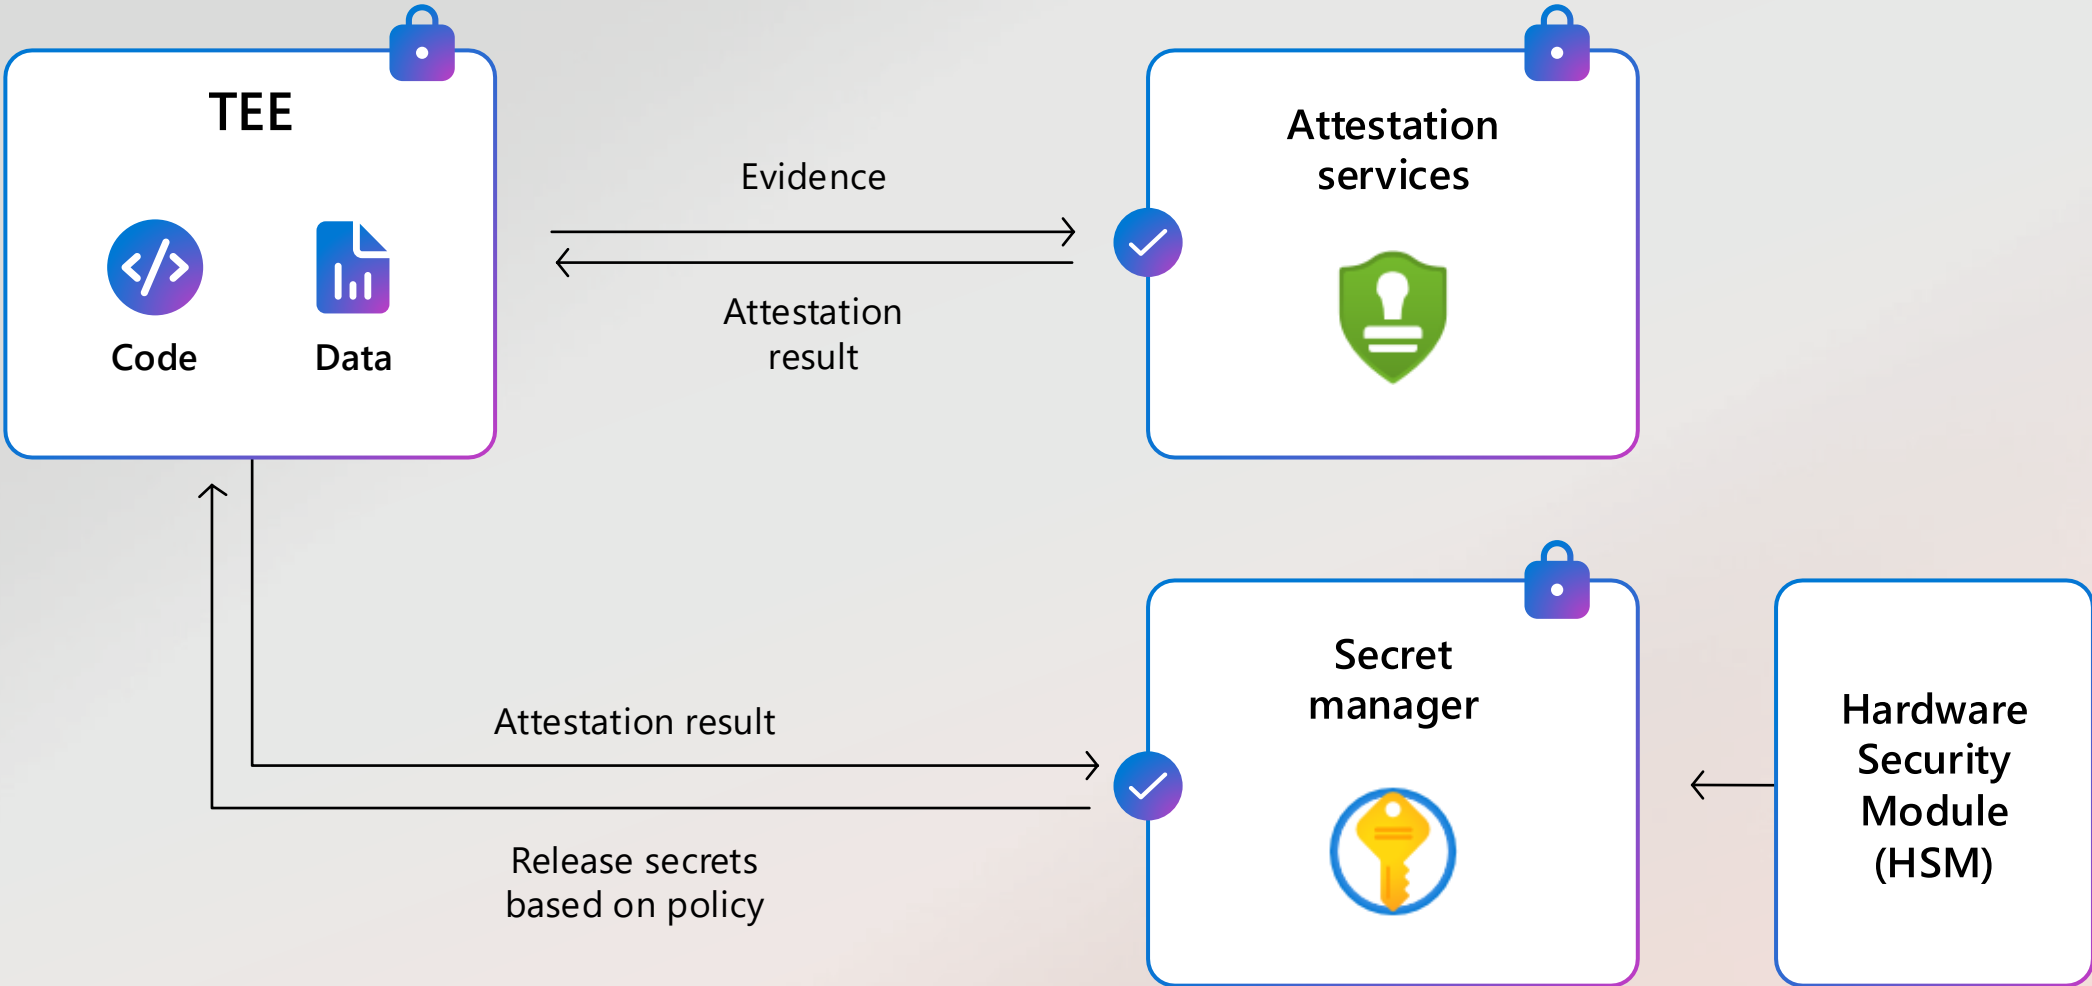 TEE
Code
Data
Evidence
Attestation
result
Attestation
services
Attestation result
Release secrets
based on policy
Secret
manager
Hardware
Security
Module
(HSM)